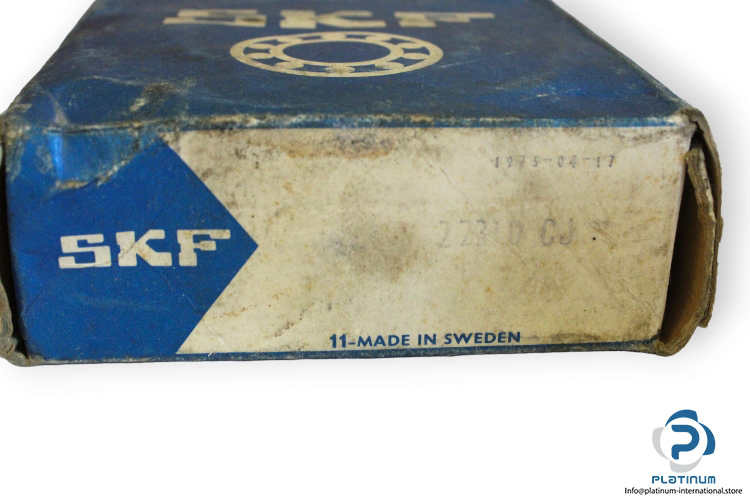 SKF
1973-04-17
SKF
22310 CJ
11-MADE IN SWEDEN
PLATINUM
Info@platinum-international.store